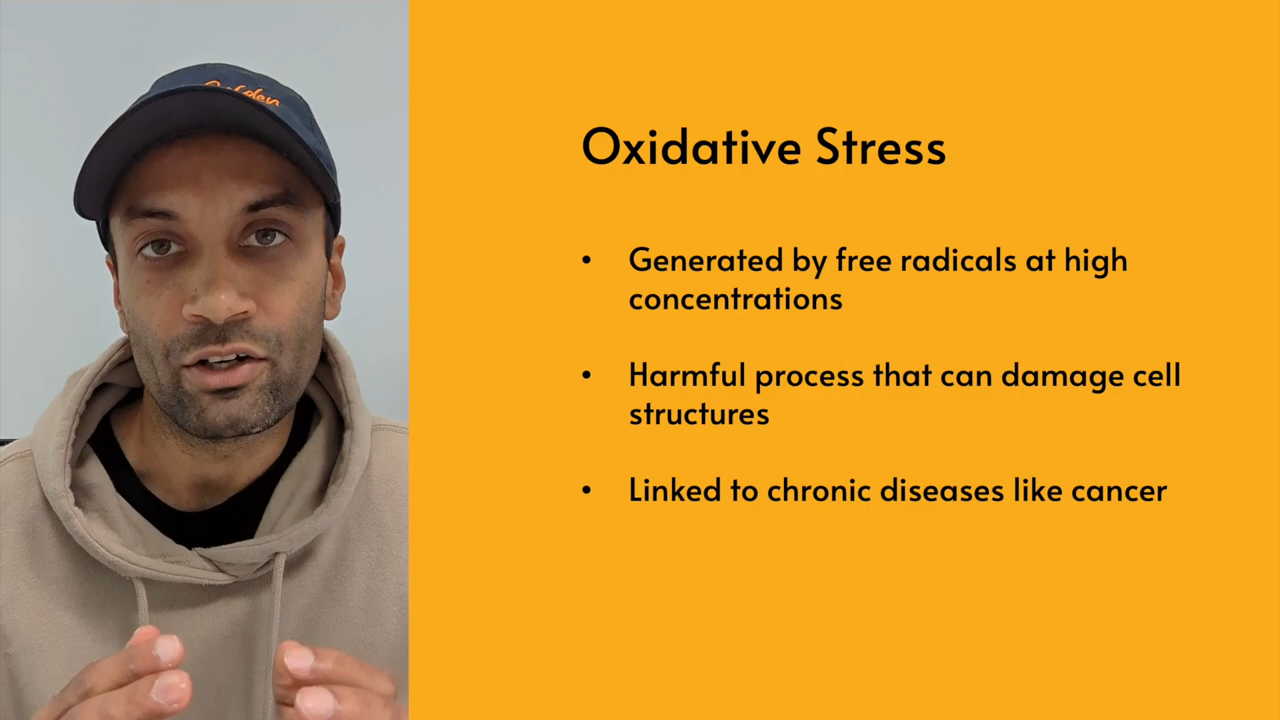 Golden
Oxidative Stress
• Generated by free radicals at high
concentrations
• Harmful process that can damage cell
structures
• Linked to chronic diseases like cancer